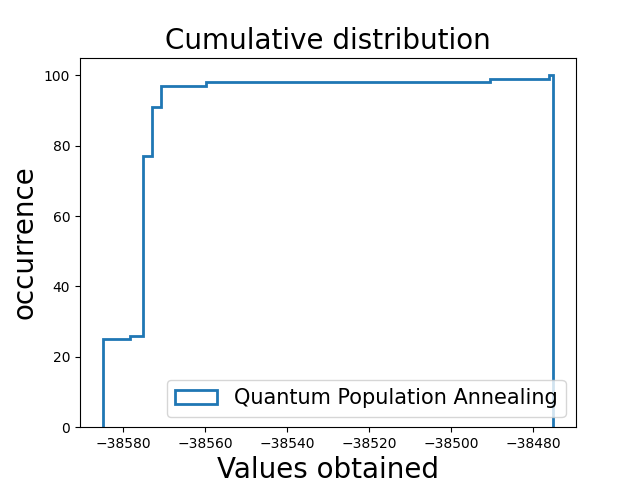 Cumulative distribution
occurrence
100
80
60
40
20
0
Quantum Population Annealing
−38580 −38560 −38540 −38520 −38500 −38480
Values obtained